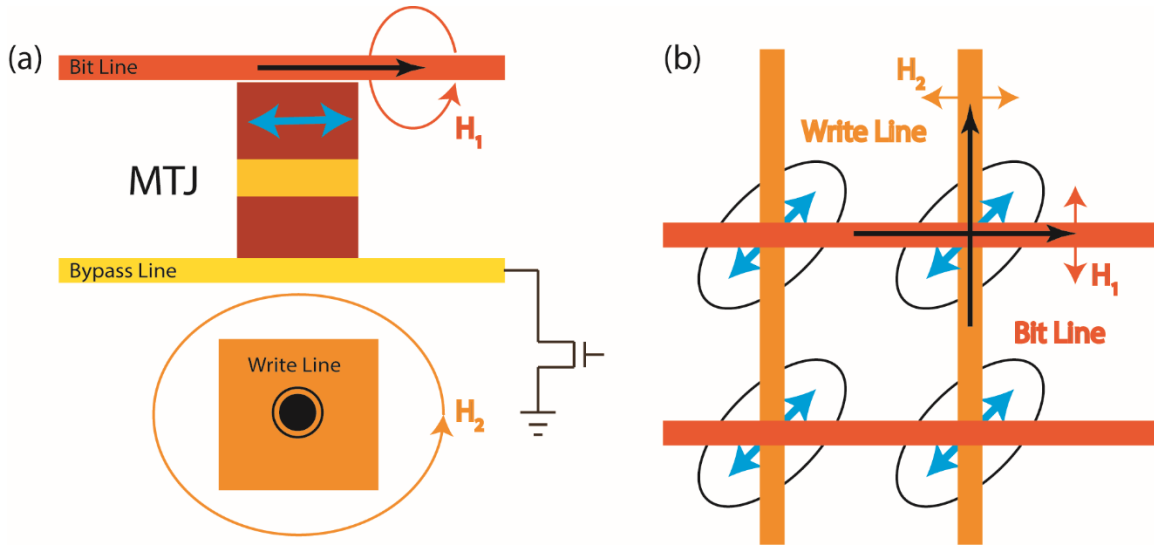 (a)
Bit Line
H1
MTJ
Bypass Line
Write Line
H2
(b)
H2
Write Line
H1
Bit Line